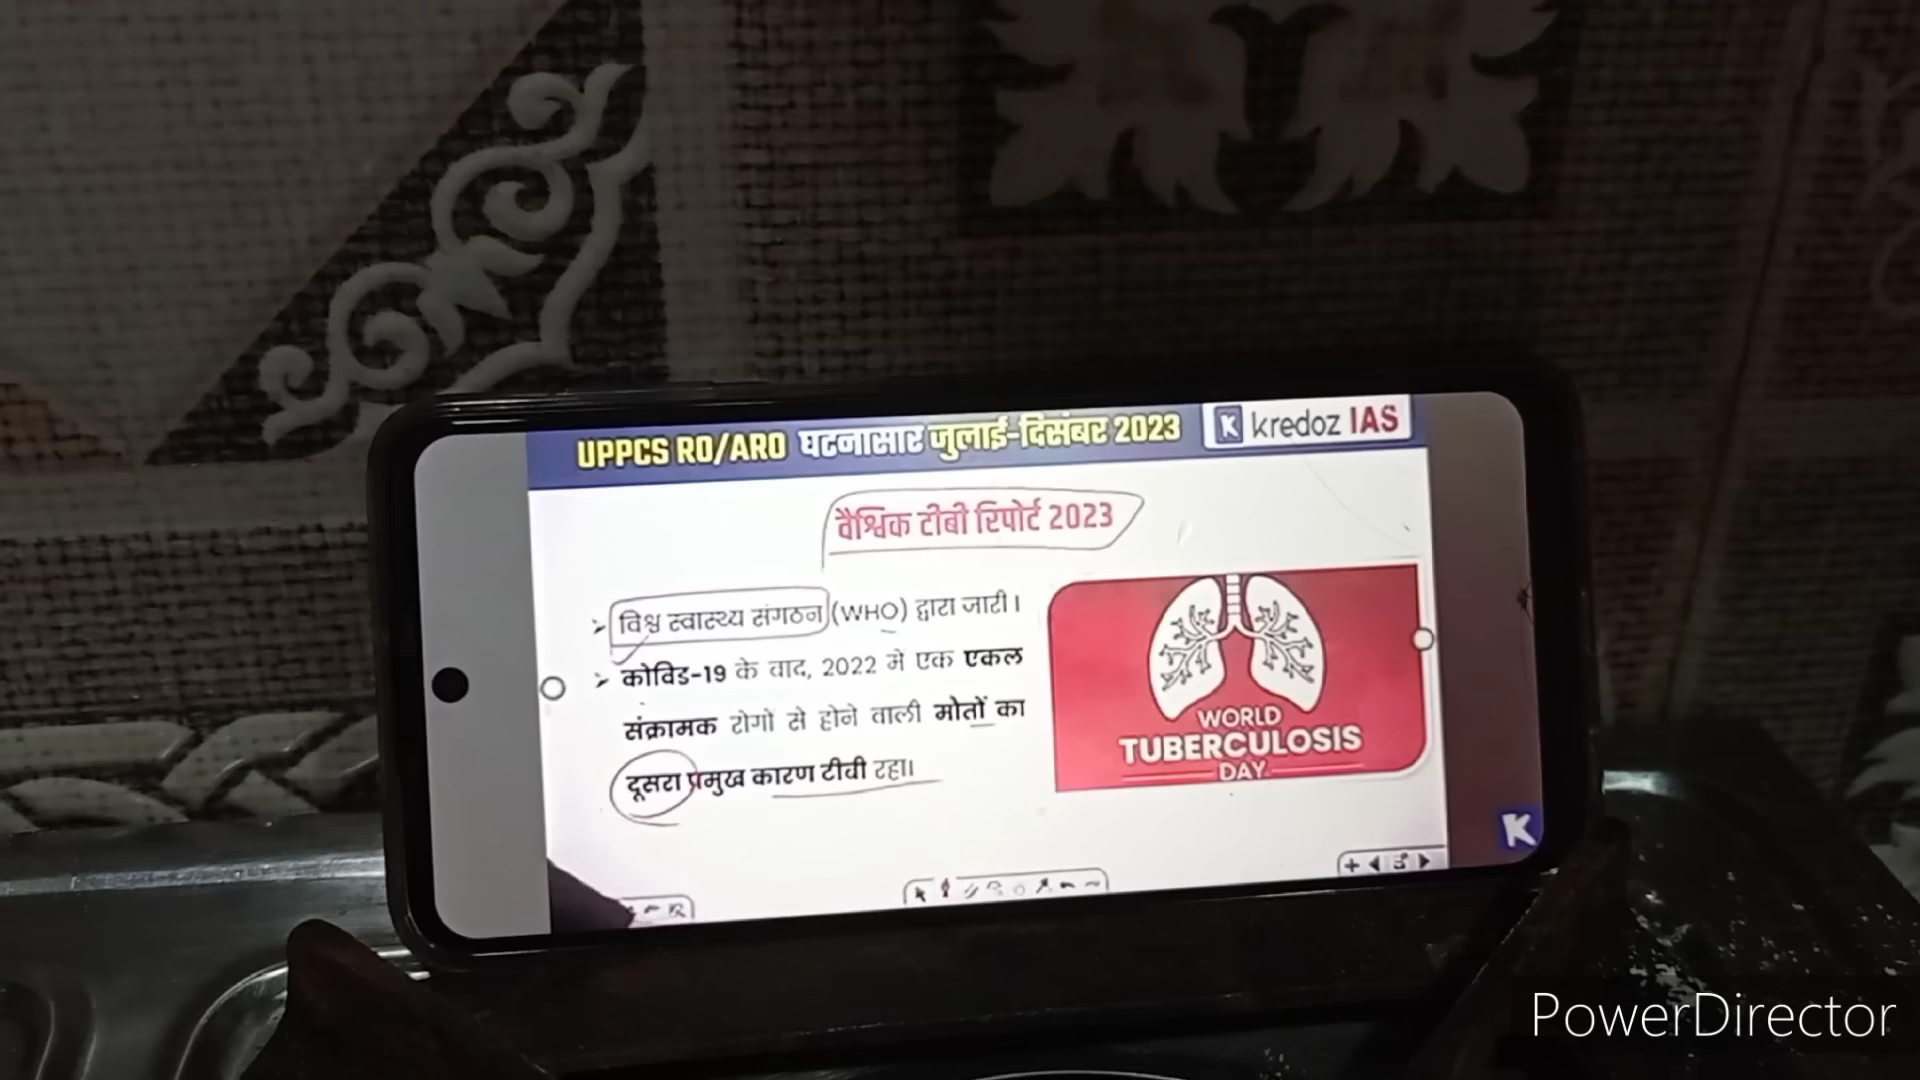 UPPCS RO/ARO घटनासार जुलाई-दिसंबर 2023
K kredoz IAS
वैश्विक टीबी रिपोर्ट 2023
➢ विश्व स्वास्थ्य संगठन (WHO) द्वारा जारी।
➢ कोविड-19 के बाद, 2022 में एक एकल
संक्रामक रोगों से होने वाली मौतों का
दूसरा प्रमुख कारण टीवी रहा।
WORLD
TUBERCULOSIS
DAY
K
PowerDirector